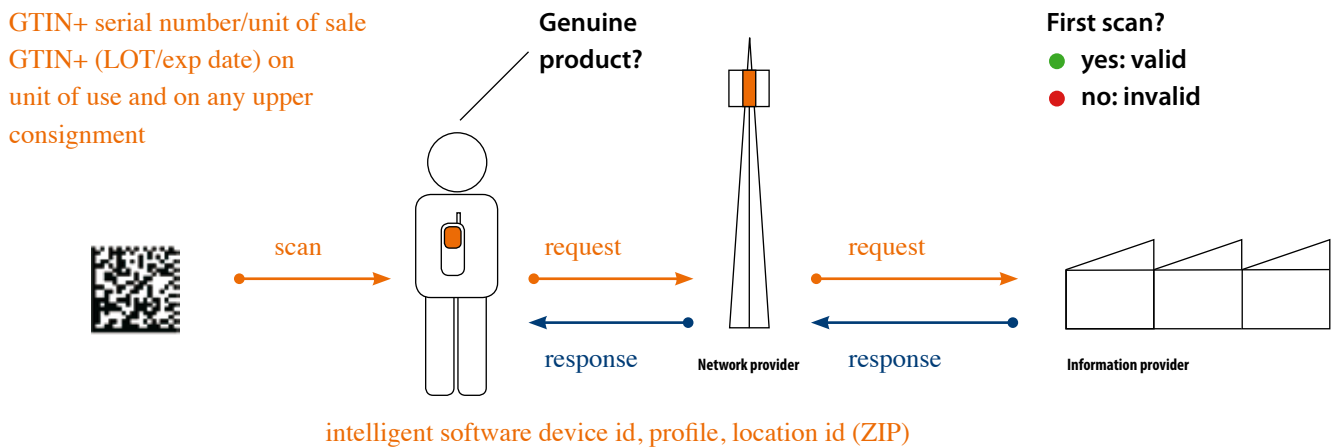 GTIN+ serial number/unit of sale
GTIN+ (LOT/exp date) on
unit of use and on any upper
consignment
Genuine
product?
First scan?
yes: valid
no: invalid
scan
request
request
response
Network provider
response
Information provider
intelligent software device id, profile, location id (ZIP)